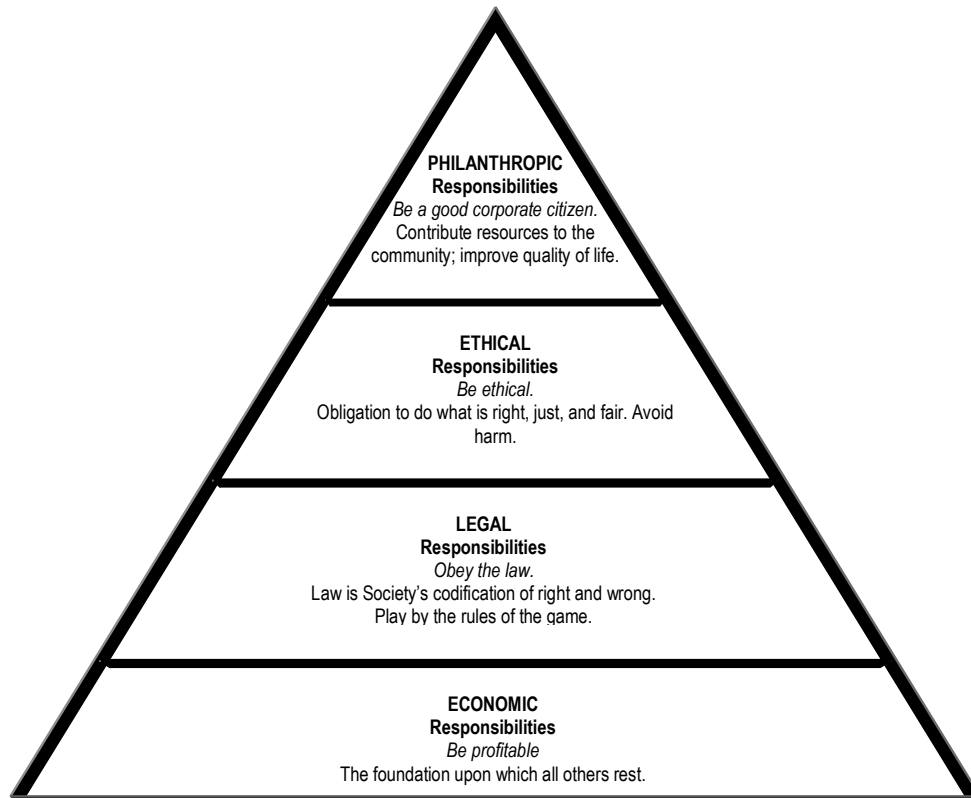 PHILANTHROPIC
Responsibilities
Be a good corporate citizen.
Contribute resources to the
community; improve quality of life.
ETHICAL
Responsibilities
Be ethical.
Obligation to do what is right, just, and fair. Avoid
harm.
LEGAL
Responsibilities
Obey the law.
Law is Society’s codification of right and wrong.
Play by the rules of the game.
ECONOMIC
Responsibilities
Be profitable
The foundation upon which all others rest.